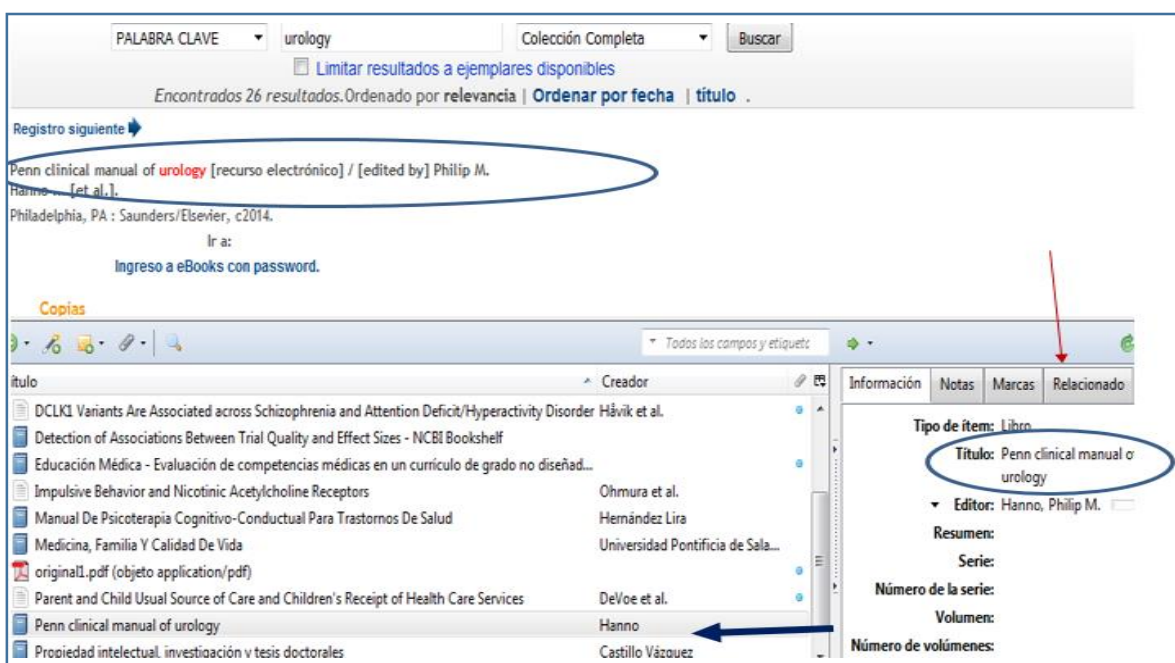 PALABRA CLAVE urology Colección Completa Buscar
Limitar resultados a ejemplares disponibles
Encontrados 26 resultados.Ordenado por relevancia | Ordenar por fecha | título .
Registro siguiente
Penn clinical manual of urology [recurso electrónico] / [edited by] Philip M.
Hanno ... [et al.].
Philadelphia, PA : Saunders/Elsevier, c2014.
Ir a:
Ingreso a eBooks con password.
Copias
Todos los campos y etiquetc
ítulo Creador
DCLK1 Variants Are Associated across Schizophrenia and Attention Deficit/Hyperactivity Disorder Håvik et al.
Detection of Associations Between Trial Quality and Effect Sizes - NCBI Bookshelf
Educación Médica - Evaluación de competencias médicas en un currículo de grado no diseñad...
Impulsive Behavior and Nicotinic Acetylcholine Receptors Ohmura et al.
Manual De Psicoterapia Cognitivo-Conductual Para Trastornos De Salud Hernández Lira
Medicina, Familia Y Calidad De Vida Universidad Pontificia de Sala...
original1.pdf (objeto application/pdf)
Parent and Child Usual Source of Care and Children's Receipt of Health Care Services DeVoe et al.
Penn clinical manual of urology Hanno
Propiedad intelectual, investigación y tesis doctorales Castillo Vázquez
Información Notas Marcas Relacionado
Tipo de ítem: Libro
Título: Penn clinical manual o
urology
Editor: Hanno, Philip M.
Resumen:
Serie:
Número de la serie:
Volumen:
Número de volúmenes: